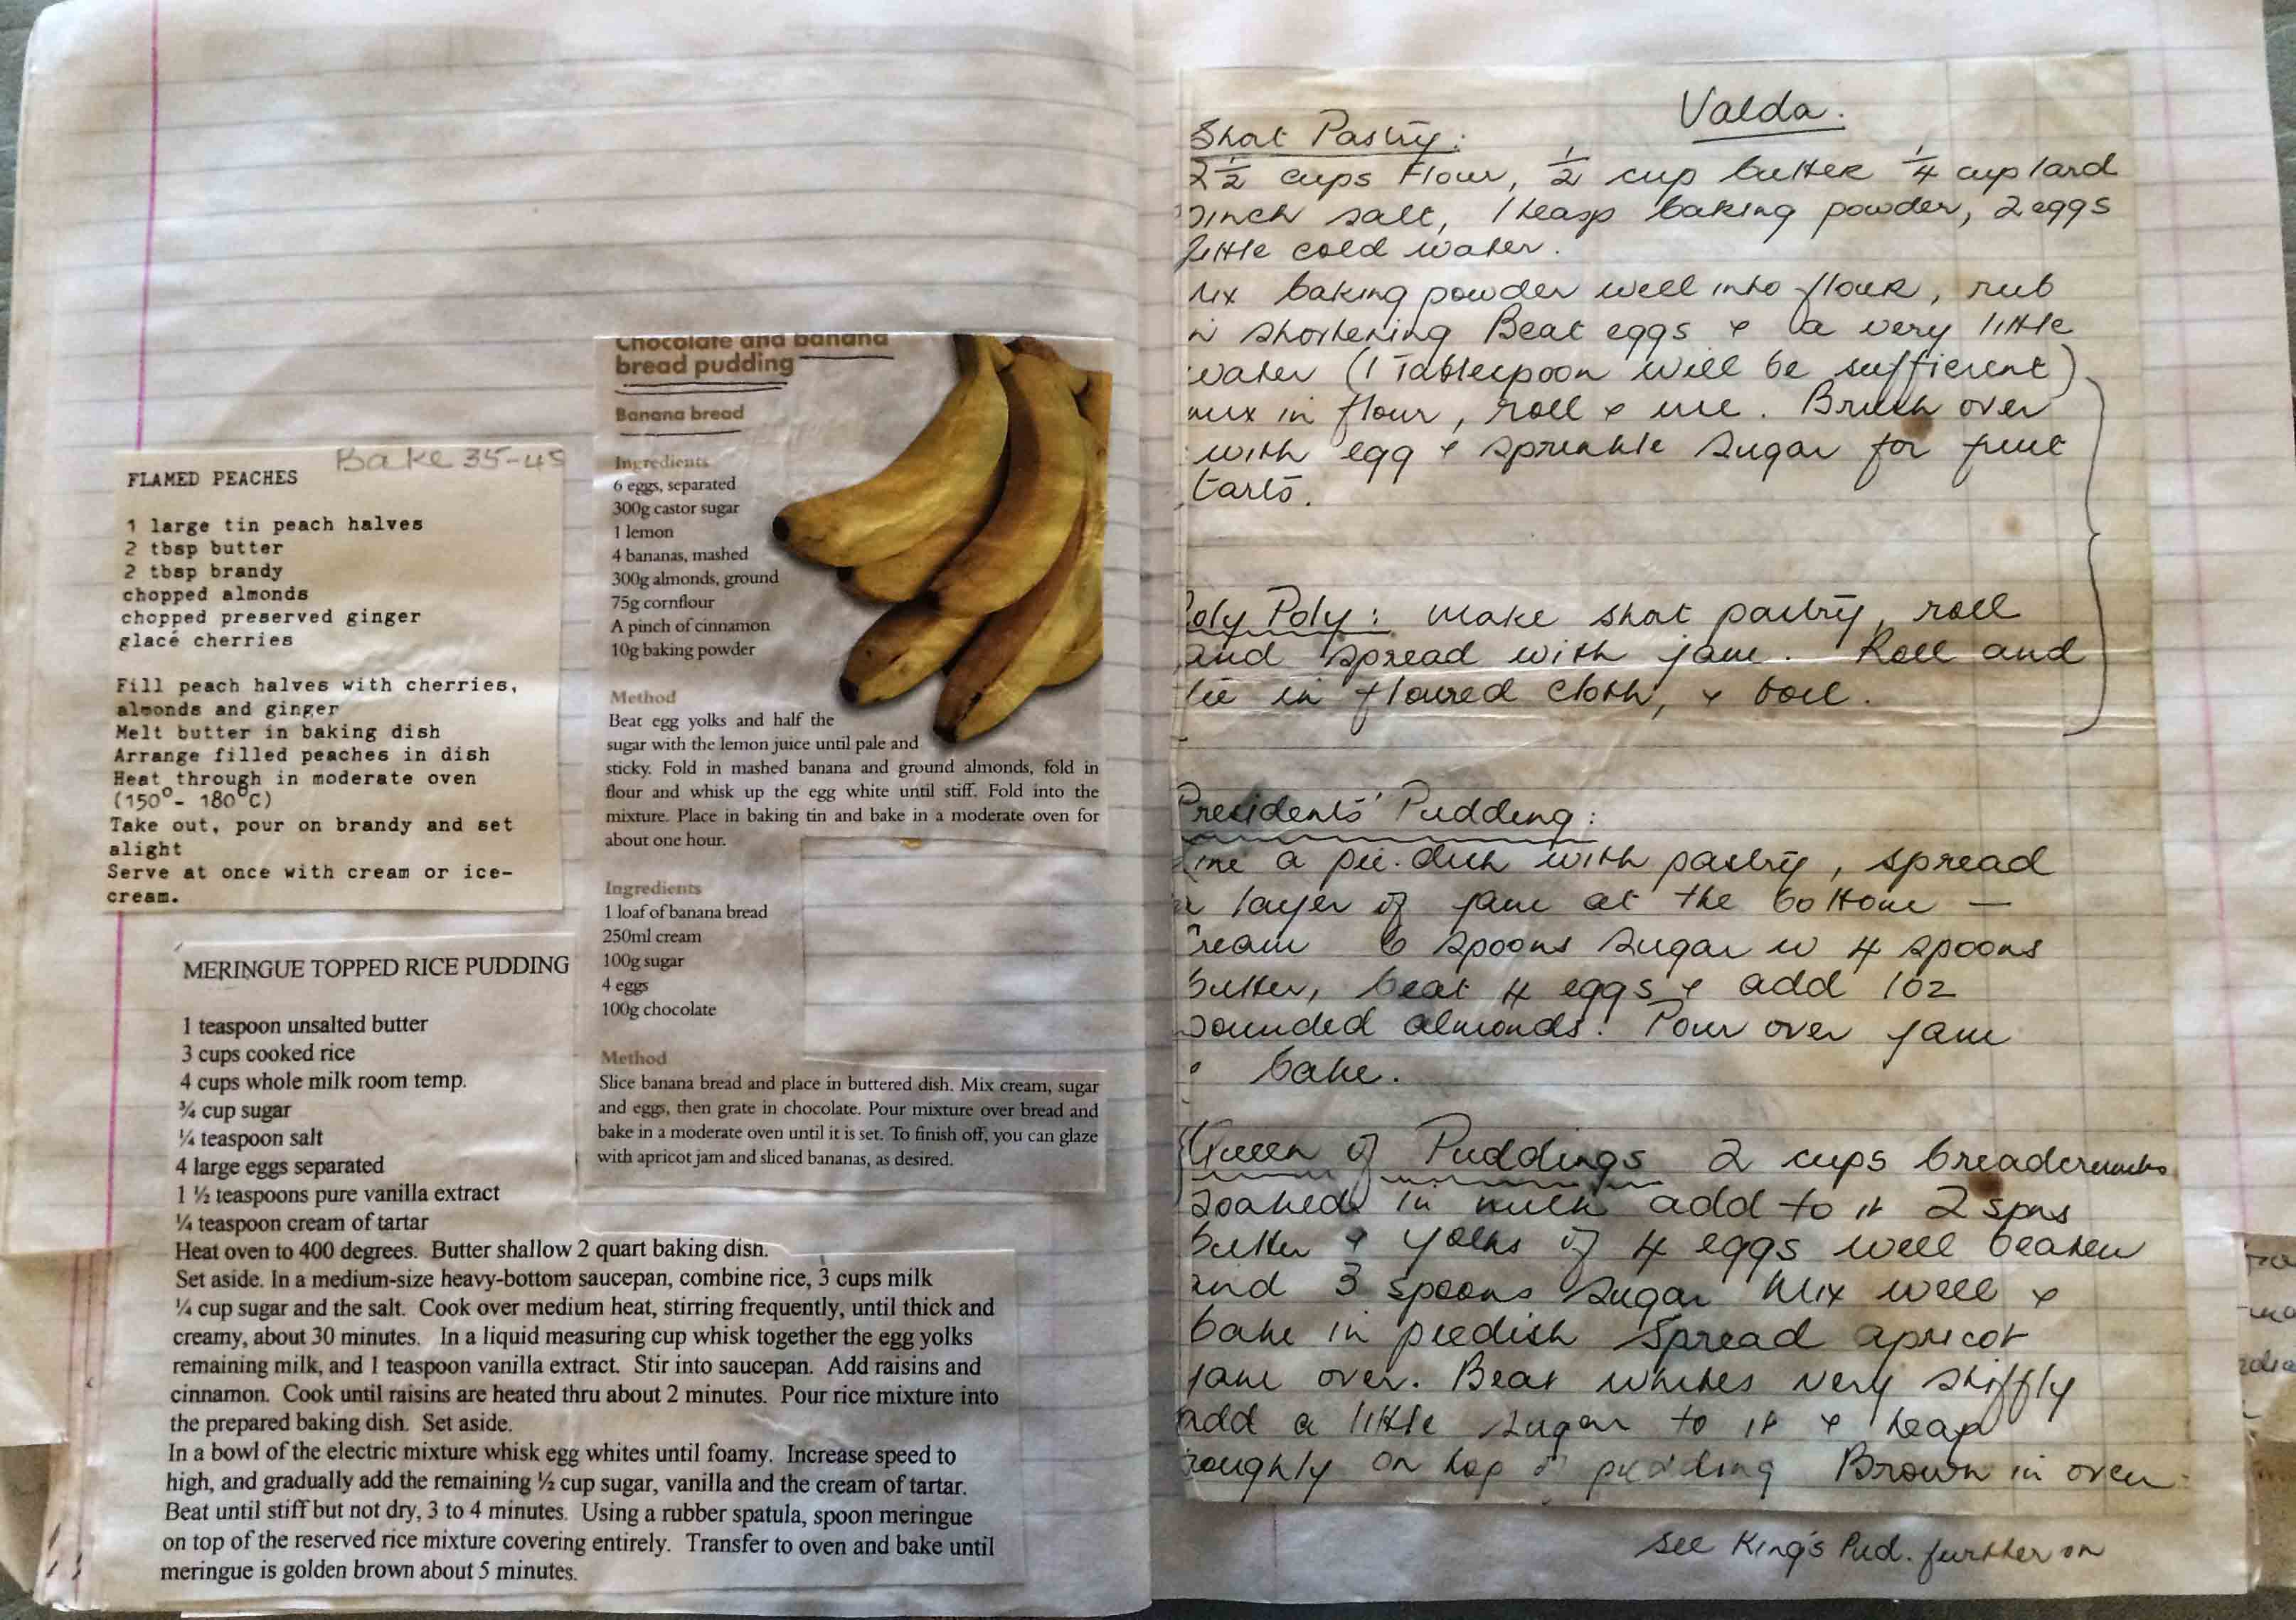 Bake 35-45
FLAMED PEACHES
1 large tin peach halves
2 tbsp butter
2 tbsp brandy
chopped almonds
chopped preserved ginger
glacé cherries
Fill peach halves with cherries,
almonds and ginger
Melt butter in baking dish
Arrange filled peaches in dish
Heat through in moderate oven
(150°- 180°C)
Take out, pour on brandy and set
alight
Serve at once with cream or ice-
cream.
MERINGUE TOPPED RICE PUDDING
1 teaspoon unsalted butter
3 cups cooked rice
4 cups whole milk room temp.
¾ cup sugar
¼ teaspoon salt
4 large eggs separated
1 ½ teaspoons pure vanilla extract
¼ teaspoon cream of tartar
Heat oven to 400 degrees. Butter shallow 2 quart baking dish.
Set aside. In a medium-size heavy-bottom saucepan, combine rice, 3 cups milk
¼ cup sugar and the salt. Cook over medium heat, stirring frequently, until thick and
creamy, about 30 minutes. In a liquid measuring cup whisk together the egg yolks
remaining milk, and 1 teaspoon vanilla extract. Stir into saucepan. Add raisins and
cinnamon. Cook until raisins are heated thru about 2 minutes. Pour rice mixture into
the prepared baking dish. Set aside.
In a bowl of the electric mixture whisk egg whites until foamy. Increase speed to
high, and gradually add the remaining ½ cup sugar, vanilla and the cream of tartar.
Beat until stiff but not dry, 3 to 4 minutes. Using a rubber spatula, spoon meringue
on top of the reserved rice mixture covering entirely. Transfer to oven and bake until
meringue is golden brown about 5 minutes.
Chocolate and banana
bread pudding
Banana bread
Ingredients
6 eggs, separated
300g castor sugar
1 lemon
4 bananas, mashed
300g almonds, ground
75g cornflour
A pinch of cinnamon
10g baking powder
Method
Beat egg yolks and half the
sugar with the lemon juice until pale and
sticky. Fold in mashed banana and ground almonds, fold in
flour and whisk up the egg white until stiff. Fold into the
mixture. Place in baking tin and bake in a moderate oven for
about one hour.
Ingredients
1 loaf of banana bread
250ml cream
100g sugar
4 eggs
100g chocolate
Method
Slice banana bread and place in buttered dish. Mix cream, sugar
and eggs, then grate in chocolate. Pour mixture over bread and
bake in a moderate oven until it is set. To finish off, you can glaze
with apricot jam and sliced bananas, as desired.
Valda.
Short Pastry:
2½ cups Flour, ½ cup butter ¼ cup lard
pinch salt, 1 teasp baking powder, 2 eggs
little cold water.
Mix baking powder well into flour, rub
in shortening Beat eggs & a very little
water (1 Tablespoon will be sufficient)
mix in flour, roll & use. Brush over
with egg & sprinkle sugar for fruit
tarts.
Roly Poly: make short pastry, roll
and spread with jam. Roll and
tie in floured cloth, & boil.
Presidents' Pudding:
Line a pie-dish with pastry, spread
a layer of jam at the bottom —
Cream 6 spoons sugar w 4 spoons
butter, beat 4 eggs & add 1oz
pounded almonds. Pour over jam
& bake.
Queen of Puddings 2 cups breadcrumbs
soaked in milk add to it 2 spns
butter & yolks of 4 eggs well beaten
and 3 spoons sugar Mix well &
bake in piedish Spread apricot
jam over. Beat whites very stiffly
add a little sugar to it & heap
roughly on top of pudding Brown in oven
see King's Pud. further on